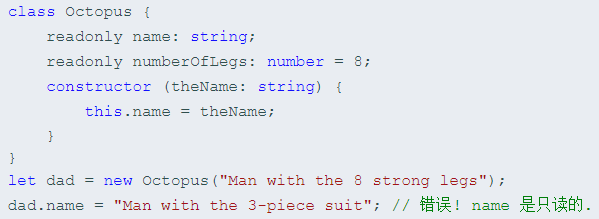 class Octopus {
    readonly name: string;
    readonly numberOfLegs: number = 8;
    constructor (theName: string) {
        this.name = theName;
    }
}
let dad = new Octopus("Man with the 8 strong legs");
dad.name = "Man with the 3-piece suit"; // 错误! name 是只读的.